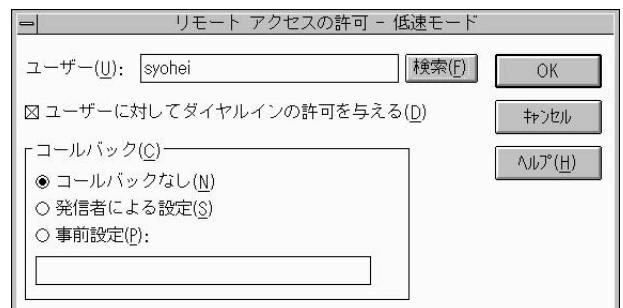 リモート アクセスの許可 - 低速モード
ユーザー(U): syohei 検索(F) OK
ユーザーに対してダイヤルインの許可を与える(D) ｷｬﾝｾﾙ
コールバック(C) ﾍﾙﾌﾟ(H)
コールバックなし(N)
発信者による設定(S)
事前設定(P):